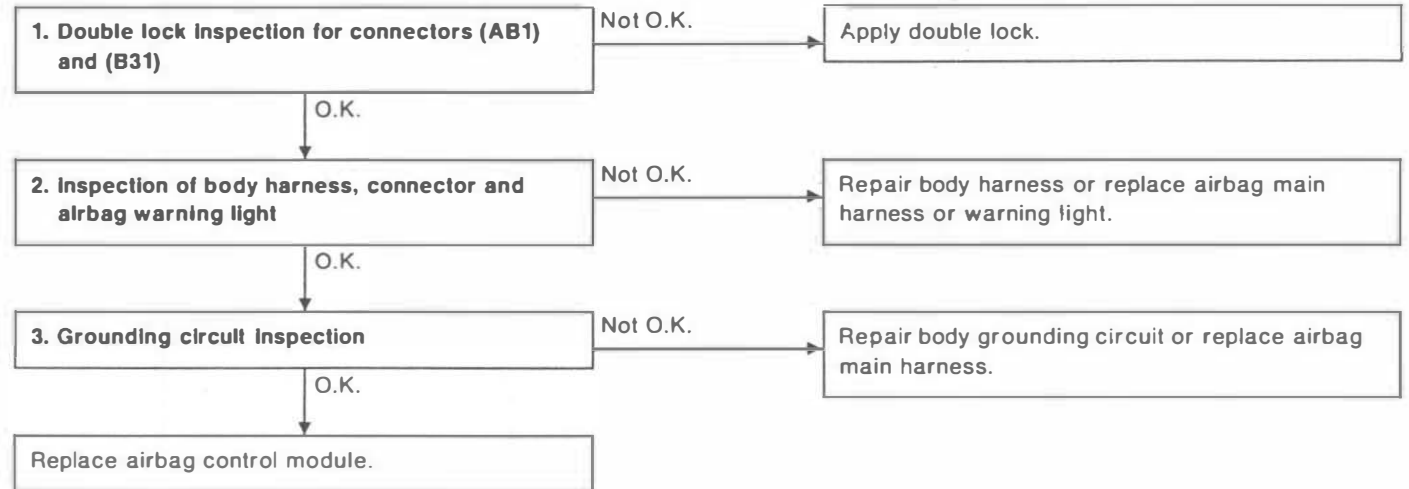 1. Double lock inspection for connectors (AB1)
and (B31)
Not O.K.
Apply double lock.
O.K.
2. Inspection of body harness, connector and
airbag warning light
Not O.K.
Repair body harness or replace airbag main
harness or warning light.
O.K.
3. Grounding circuit inspection
Not O.K.
Repair body grounding circuit or replace airbag
main harness.
O.K.
Replace airbag control module.